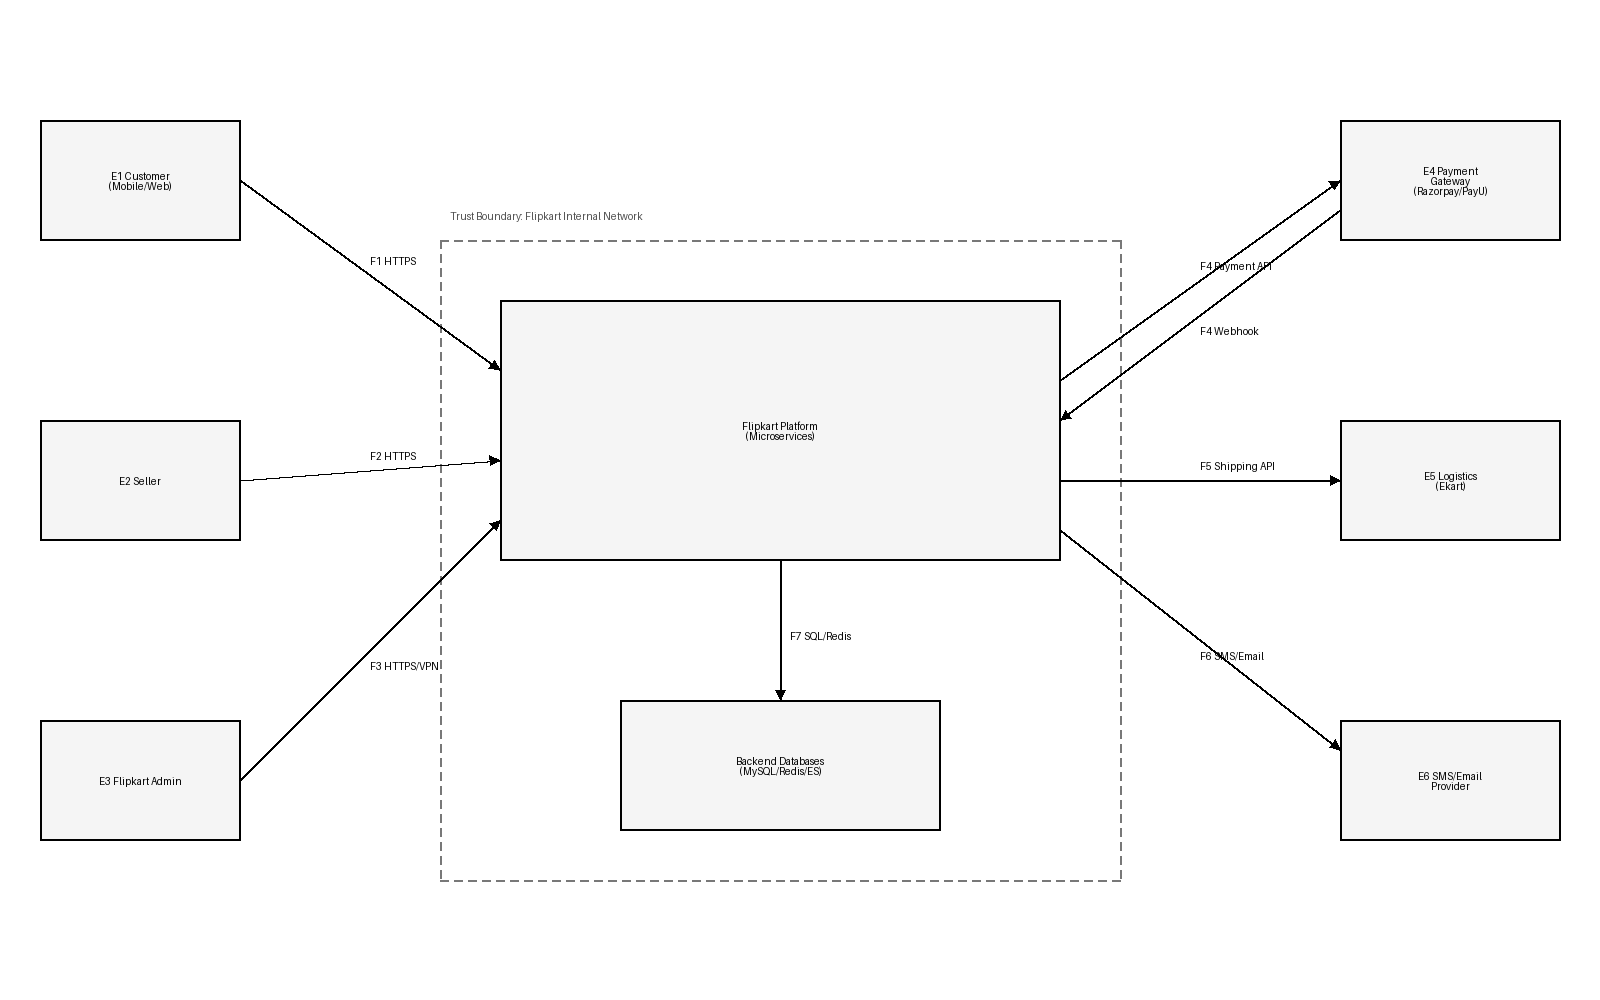 E1 Customer
(Mobile/Web)
E4 Payment
Gateway
(Razorpay/PayU)
Trust Boundary: Flipkart Internal Network
F1 HTTPS
F4 Payment API
F4 Webhook
Flipkart Platform
(Microservices)
F2 HTTPS
F5 Shipping API
E2 Seller
E5 Logistics
(Ekart)
F7 SQL/Redis
F6 SMS/Email
F3 HTTPS/VPN
Backend Databases
(MySQL/Redis/ES)
E3 Flipkart Admin
E6 SMS/Email
Provider